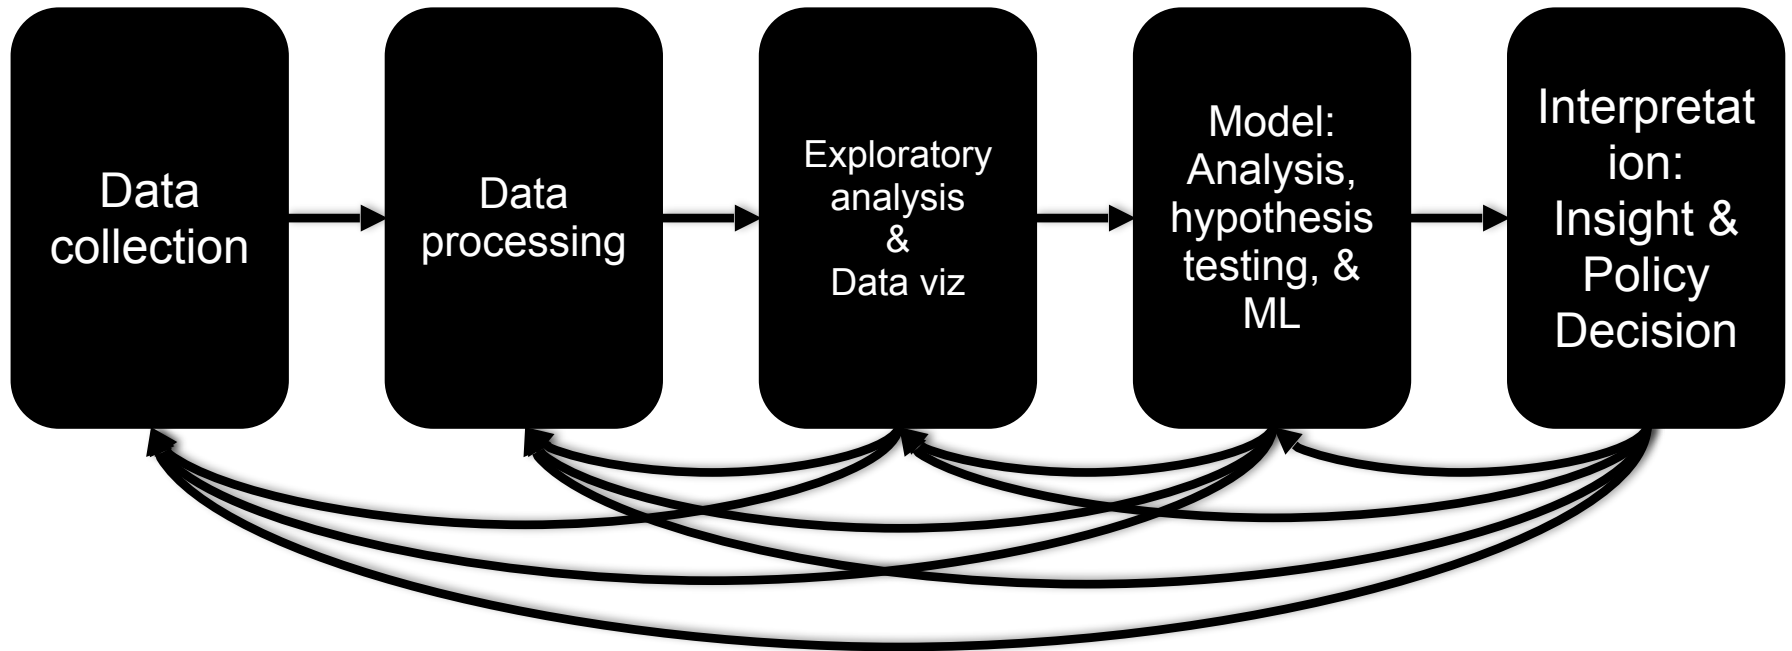 Data
collection
Data
processing
Exploratory
analysis
&
Data viz
Model:
Analysis,
hypothesis
testing, &
ML
Interpretat
ion:
Insight &
Policy
Decision